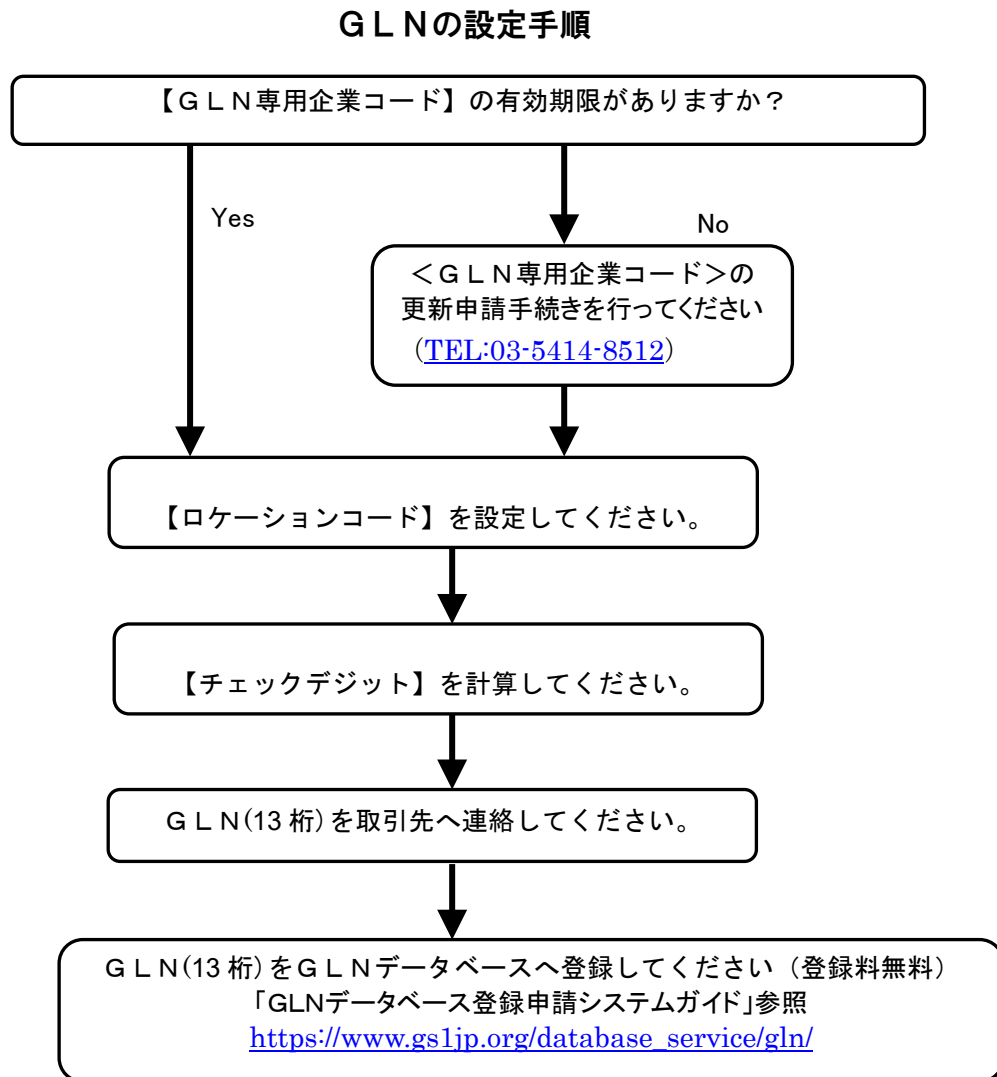 ＧＬＮの設定手順
【ＧＬＮ専用企業コード】の有効期限がありますか？
Yes
No
＜ＧＬＮ専用企業コード＞の
更新申請手続きを行ってください
（TEL:03-5414-8512）
【ロケーションコード】を設定してください。
【チェックデジット】を計算してください。
ＧＬＮ(13 桁)を取引先へ連絡してください。
ＧＬＮ(13 桁)をＧＬＮデータベースへ登録してください（登録料無料）
「GLNデータベース登録申請システムガイド」参照
https://www.gs1jp.org/database_service/gln/